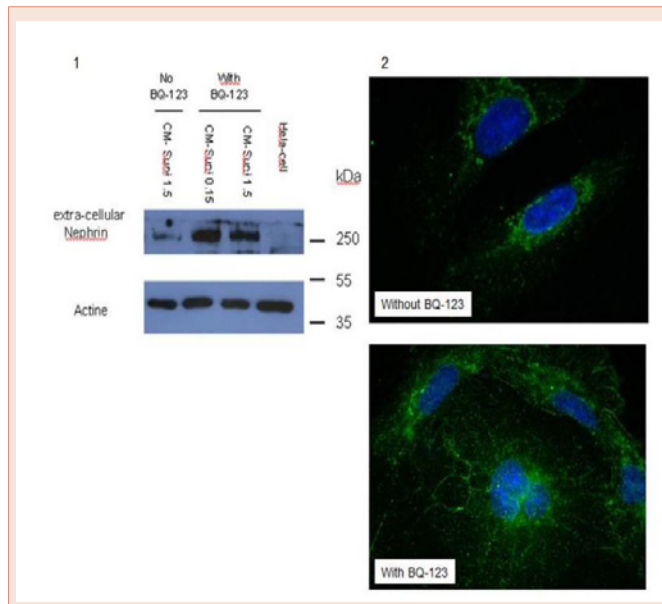 1
2
No
BQ-123
With
BQ-123
CM- Suni 1.5
CM- Suni 0.15
CM- Suni 1.5
Hela-cell
kDa
extra-cellular
Nephrin
250
55
Actine
35
Without BQ-123
With BQ-123